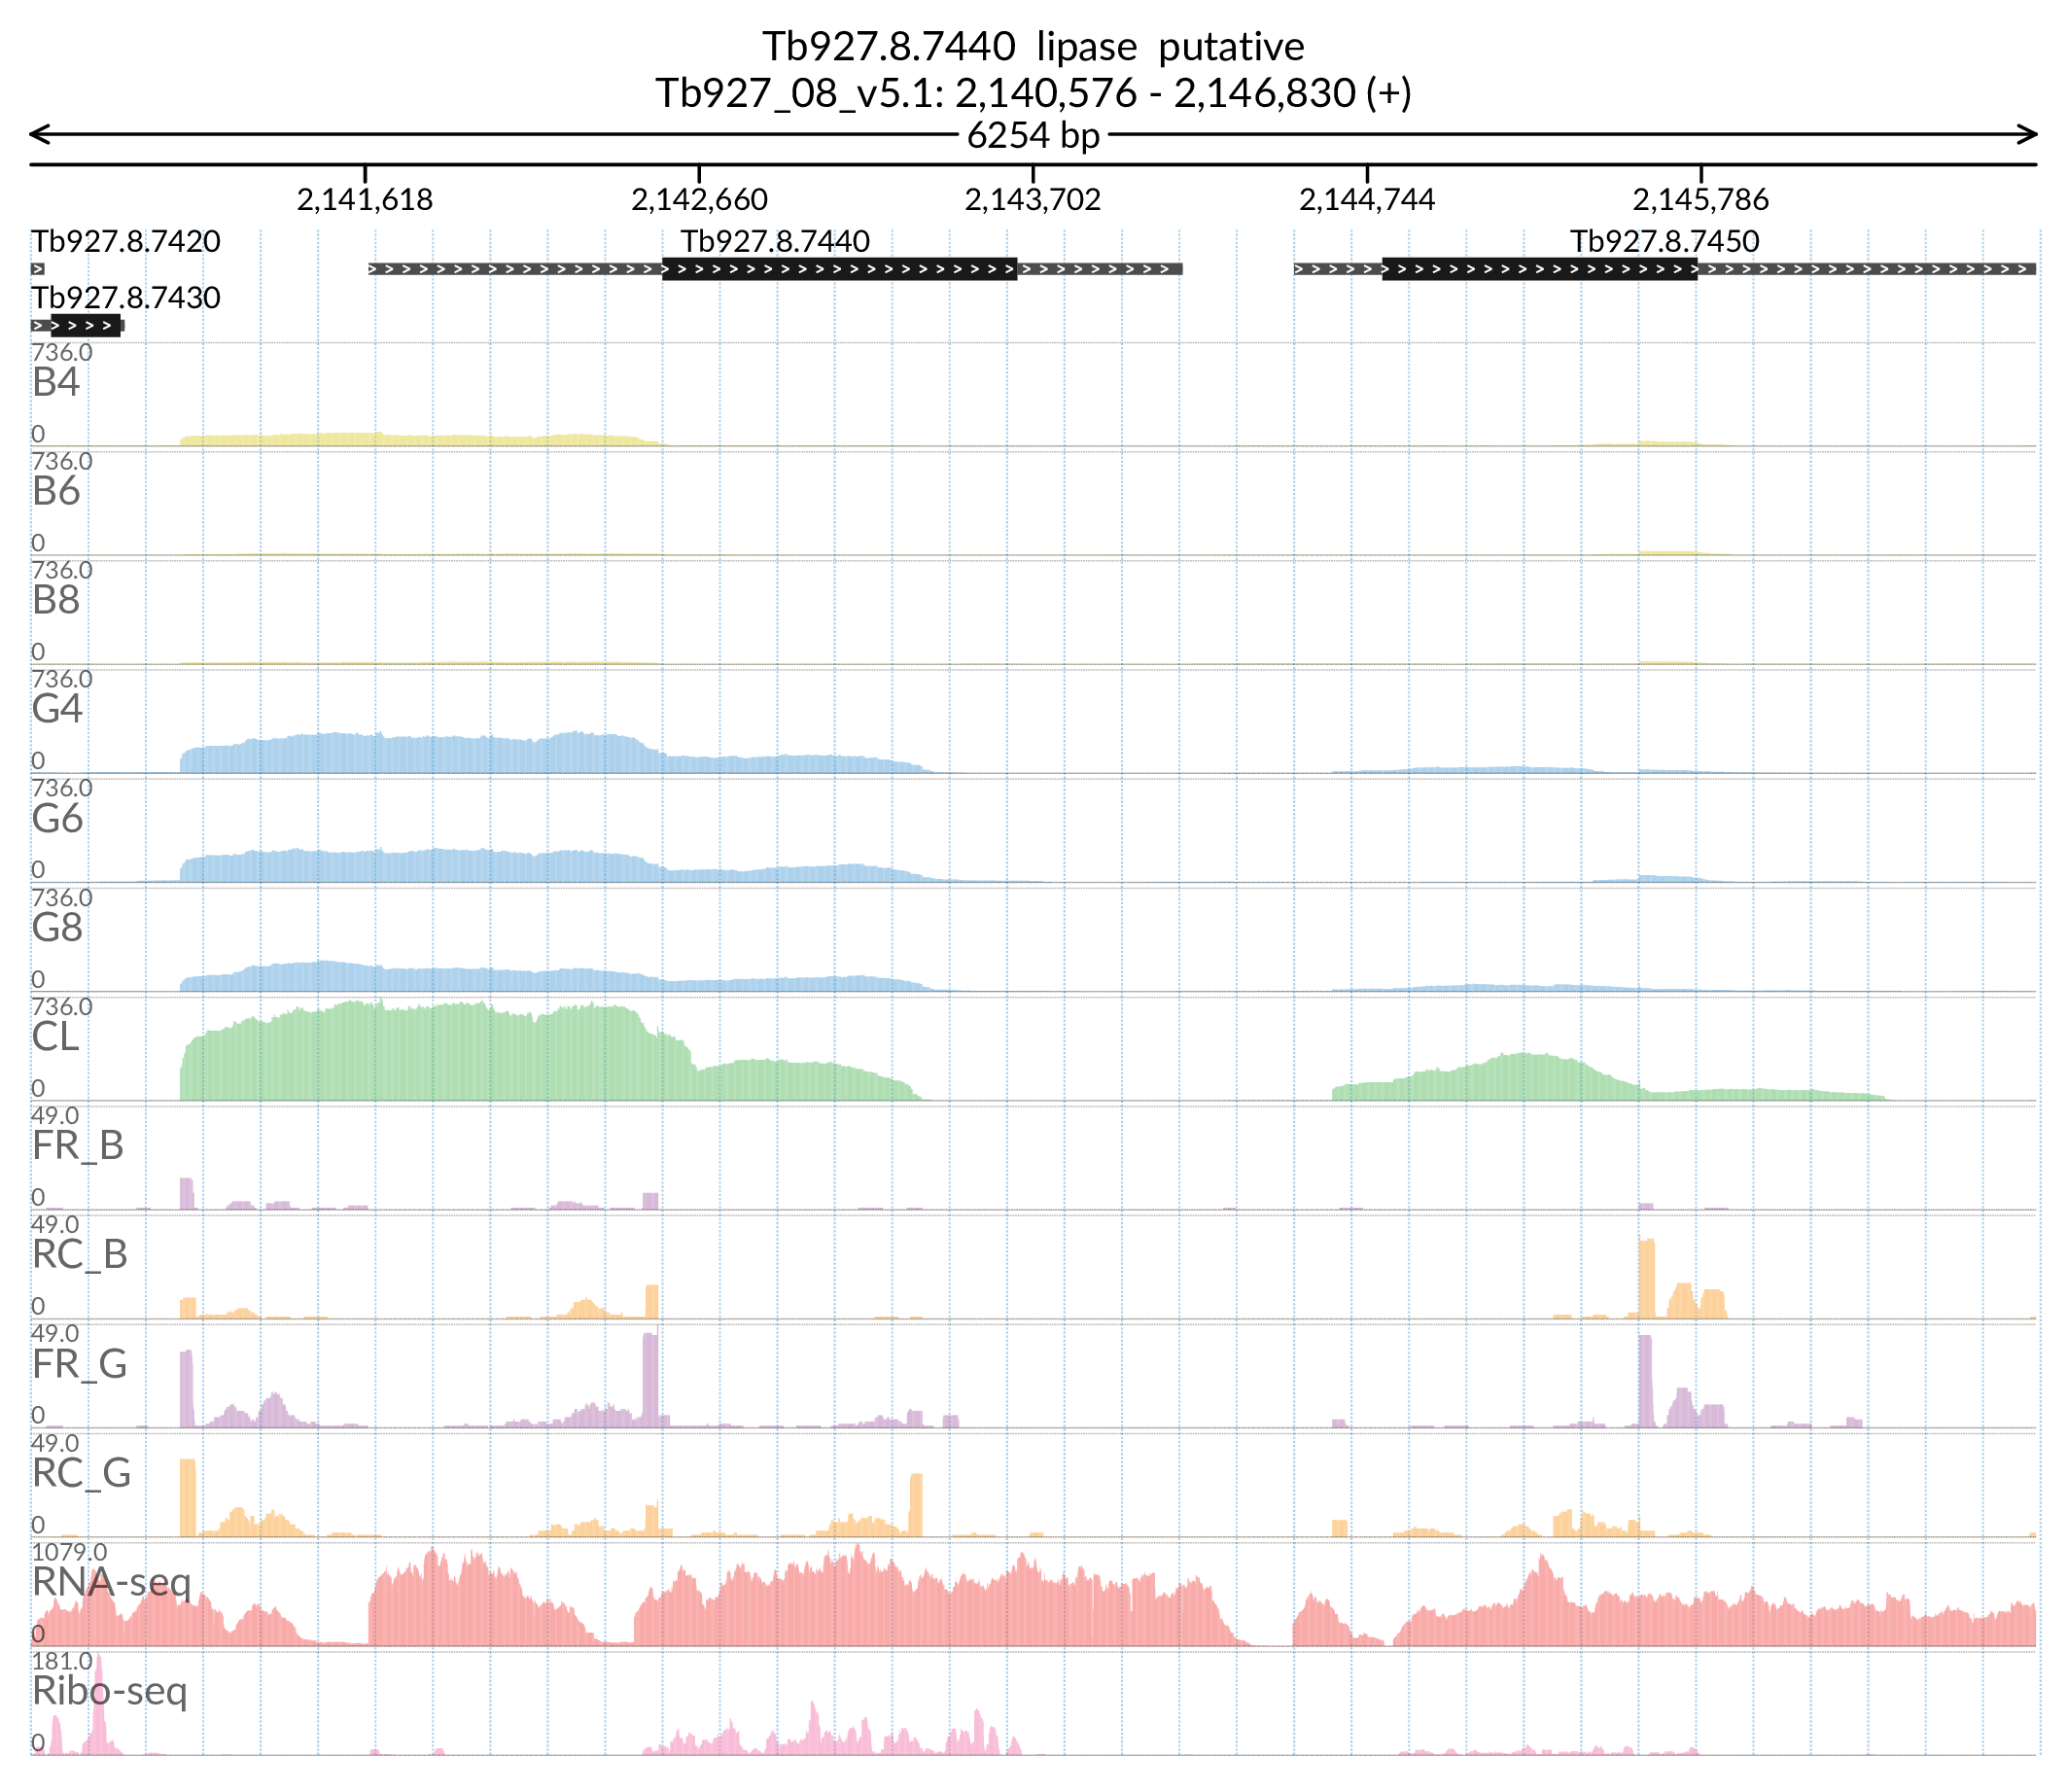 Tb927.8.7440 lipase putative
Tb927_08_v5.1: 2,140,576 - 2,146,830 (+)
6254 bp
2,141,618 2,142,660 2,143,702 2,144,744 2,145,786
Tb927.8.7420 Tb927.8.7440 Tb927.8.7450
Tb927.8.7430
736.0
B4
0
736.0
B6
0
736.0
B8
0
736.0
G4
0
736.0
G6
0
736.0
G8
0
736.0
CL
0
49.0
FR_B
0
49.0
RC_B
0
49.0
FR_G
0
49.0
RC_G
0
1079.0
RNA-seq
0
181.0
Ribo-seq
0